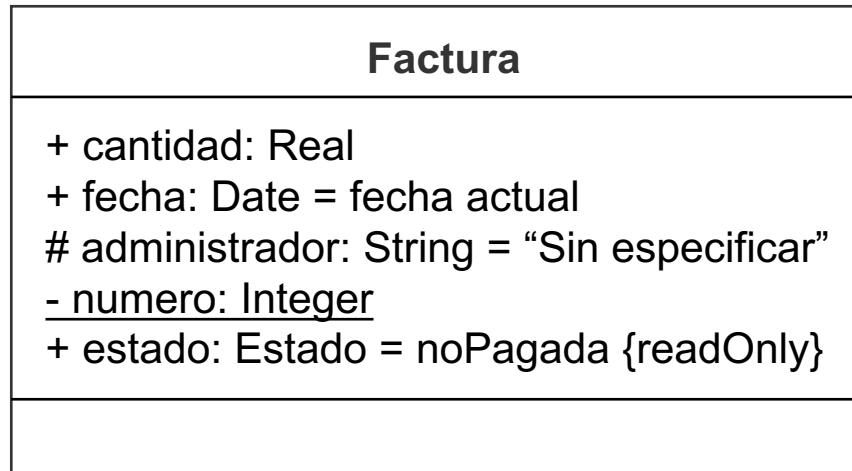 Factura
+ cantidad: Real
+ fecha: Date = fecha actual
# administrador: String = “Sin especificar”
- numero: Integer
+ estado: Estado = noPagada {readOnly}